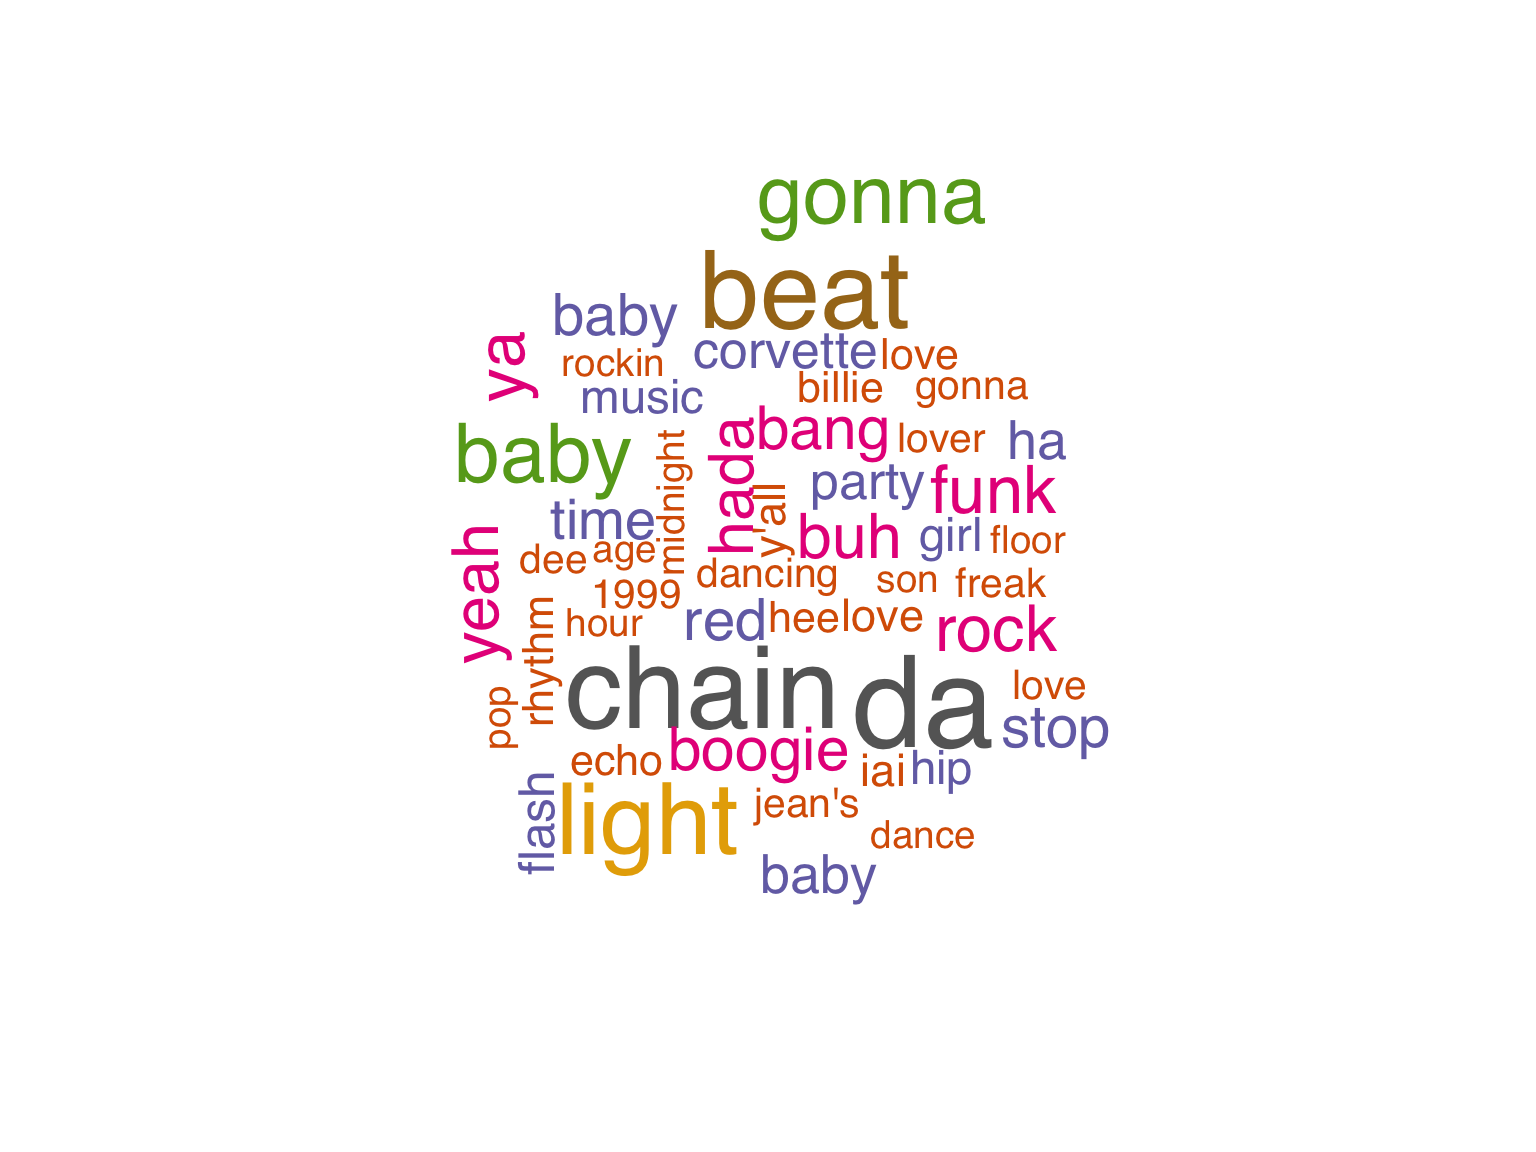 gonna
beat
baby
ya
corvette
love
rockin
billie
gonna
music
bang
baby
hada
lover
ha
midnight
party
funk
time
y'all
buh
girl
floor
yeah
dee
age
dancing
son
freak
1999
hour
red
hee
love
rock
rhythm
chain
da
love
pop
stop
boogie
echo
iai
hip
flash
light
jean's
dance
baby